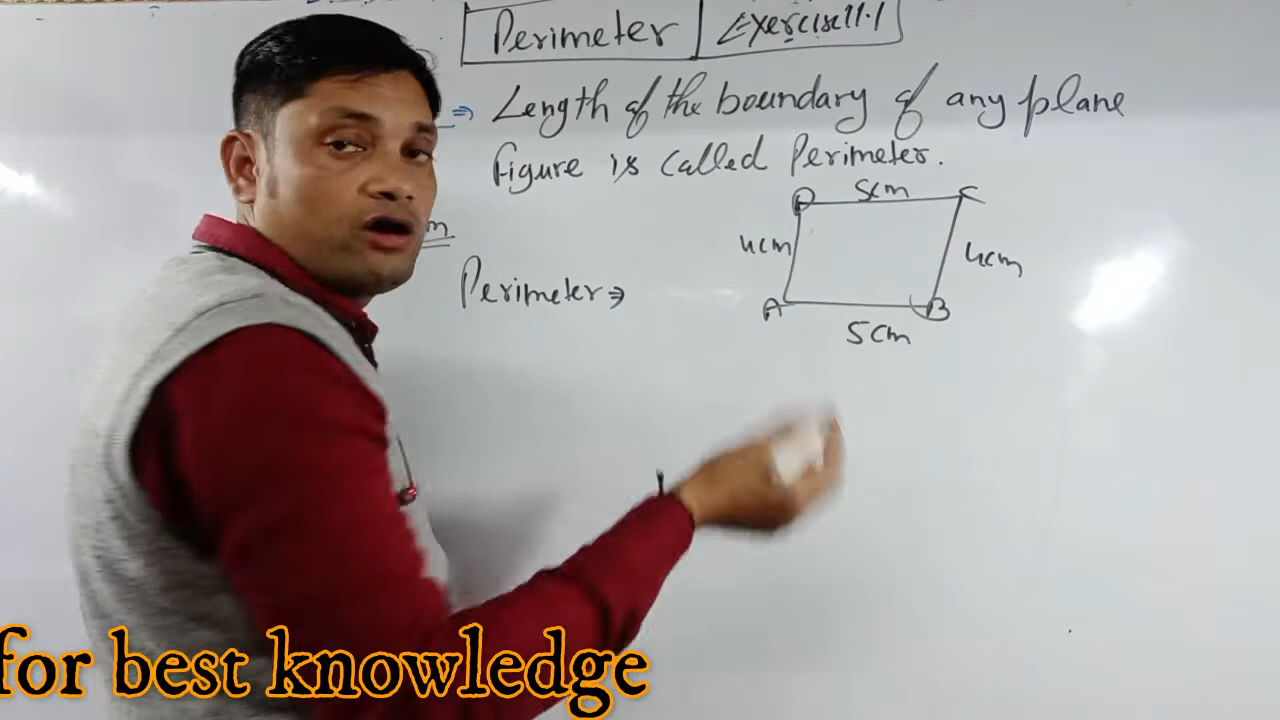 Perimeter Exercise 11.1
⇒ Length of the boundary of any plane
figure is called Perimeter.
D 5cm C
4cm 4cm
m
Perimeter ⇒
A B
5cm
for best knowledge